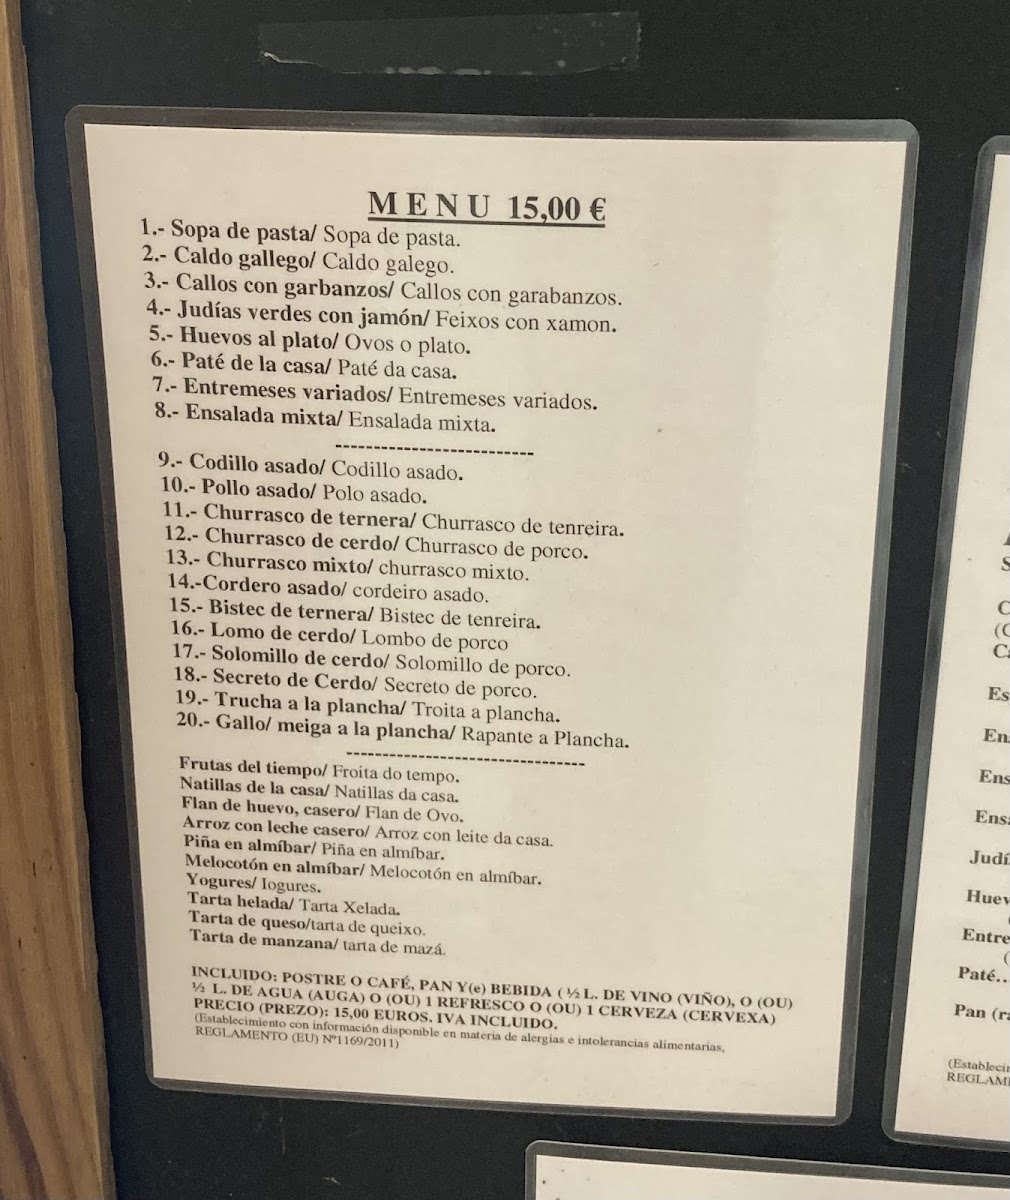 MENU 15,00 €
1.- Sopa de pasta/ Sopa de pasta.
2.- Caldo gallego/ Caldo galego.
3.- Callos con garbanzos/ Callos con garabanzos.
4.- Judías verdes con jamón/ Feixos con xamon.
5.- Huevos al plato/ Ovos o plato.
6.- Paté de la casa/ Paté da casa.
7.- Entremeses variados/ Entremeses variados.
8.- Ensalada mixta/ Ensalada mixta.
---------------------------
9.- Codillo asado/ Codillo asado.
10.- Pollo asado/ Polo asado.
11.- Churrasco de ternera/ Churrasco de tenreira.
12.- Churrasco de cerdo/ Churrasco de porco.
13.- Churrasco mixto/ churrasco mixto.
14.-Cordero asado/ cordeiro asado.
15.- Bistec de ternera/ Bistec de tenreira.
16.- Lomo de cerdo/ Lombo de porco
17.- Solomillo de cerdo/ Solomillo de porco.
18.- Secreto de Cerdo/ Secreto de porco.
19.- Trucha a la plancha/ Troita a plancha.
20.- Gallo/ meiga a la plancha/ Rapante a Plancha.
---------------------------------
Frutas del tiempo/ Froita do tempo.
Natillas de la casa/ Natillas da casa.
Flan de huevo, casero/ Flan de Ovo.
Arroz con leche casero/ Arroz con leite da casa.
Piña en almíbar/ Piña en almíbar.
Melocotón en almíbar/ Melocotón en almíbar.
Yogures/ Iogures.
Tarta helada/ Tarta Xelada.
Tarta de queso/tarta de queixo.
Tarta de manzana/ tarta de mazá.
INCLUIDO: POSTRE O CAFÉ, PAN Y(e) BEBIDA ( ½ L. DE VINO (VIÑO), O (OU)
½ L. DE AGUA (AUGA) O (OU) 1 REFRESCO O (OU) 1 CERVEZA (CERVEXA)
PRECIO (PREZO): 15,00 EUROS. IVA INCLUIDO.
(Establecimiento con información disponible en materia de alergias e intolerancias alimentarias,
REGLAMENTO (EU) Nº1169/2011)
Es
En
Ens
Ens
Judí
Huev
Entre
Paté..
Pan (r
(Estableci
REGLAM